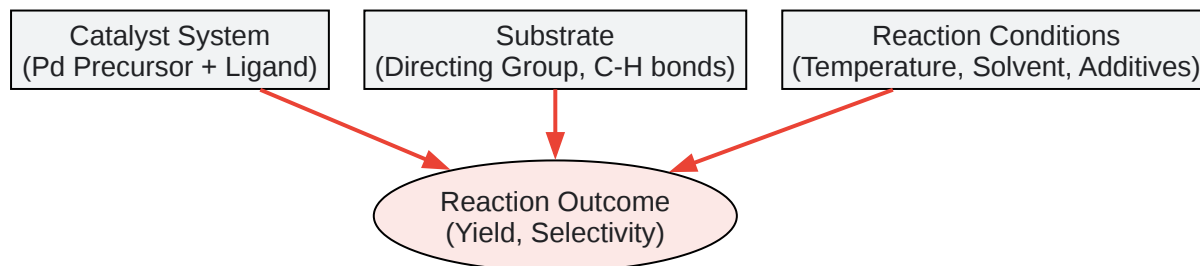 Catalyst System
(Pd Precursor + Ligand)
Substrate
(Directing Group, C-H bonds)
Reaction Conditions
(Temperature, Solvent, Additives)
Reaction Outcome
(Yield, Selectivity)